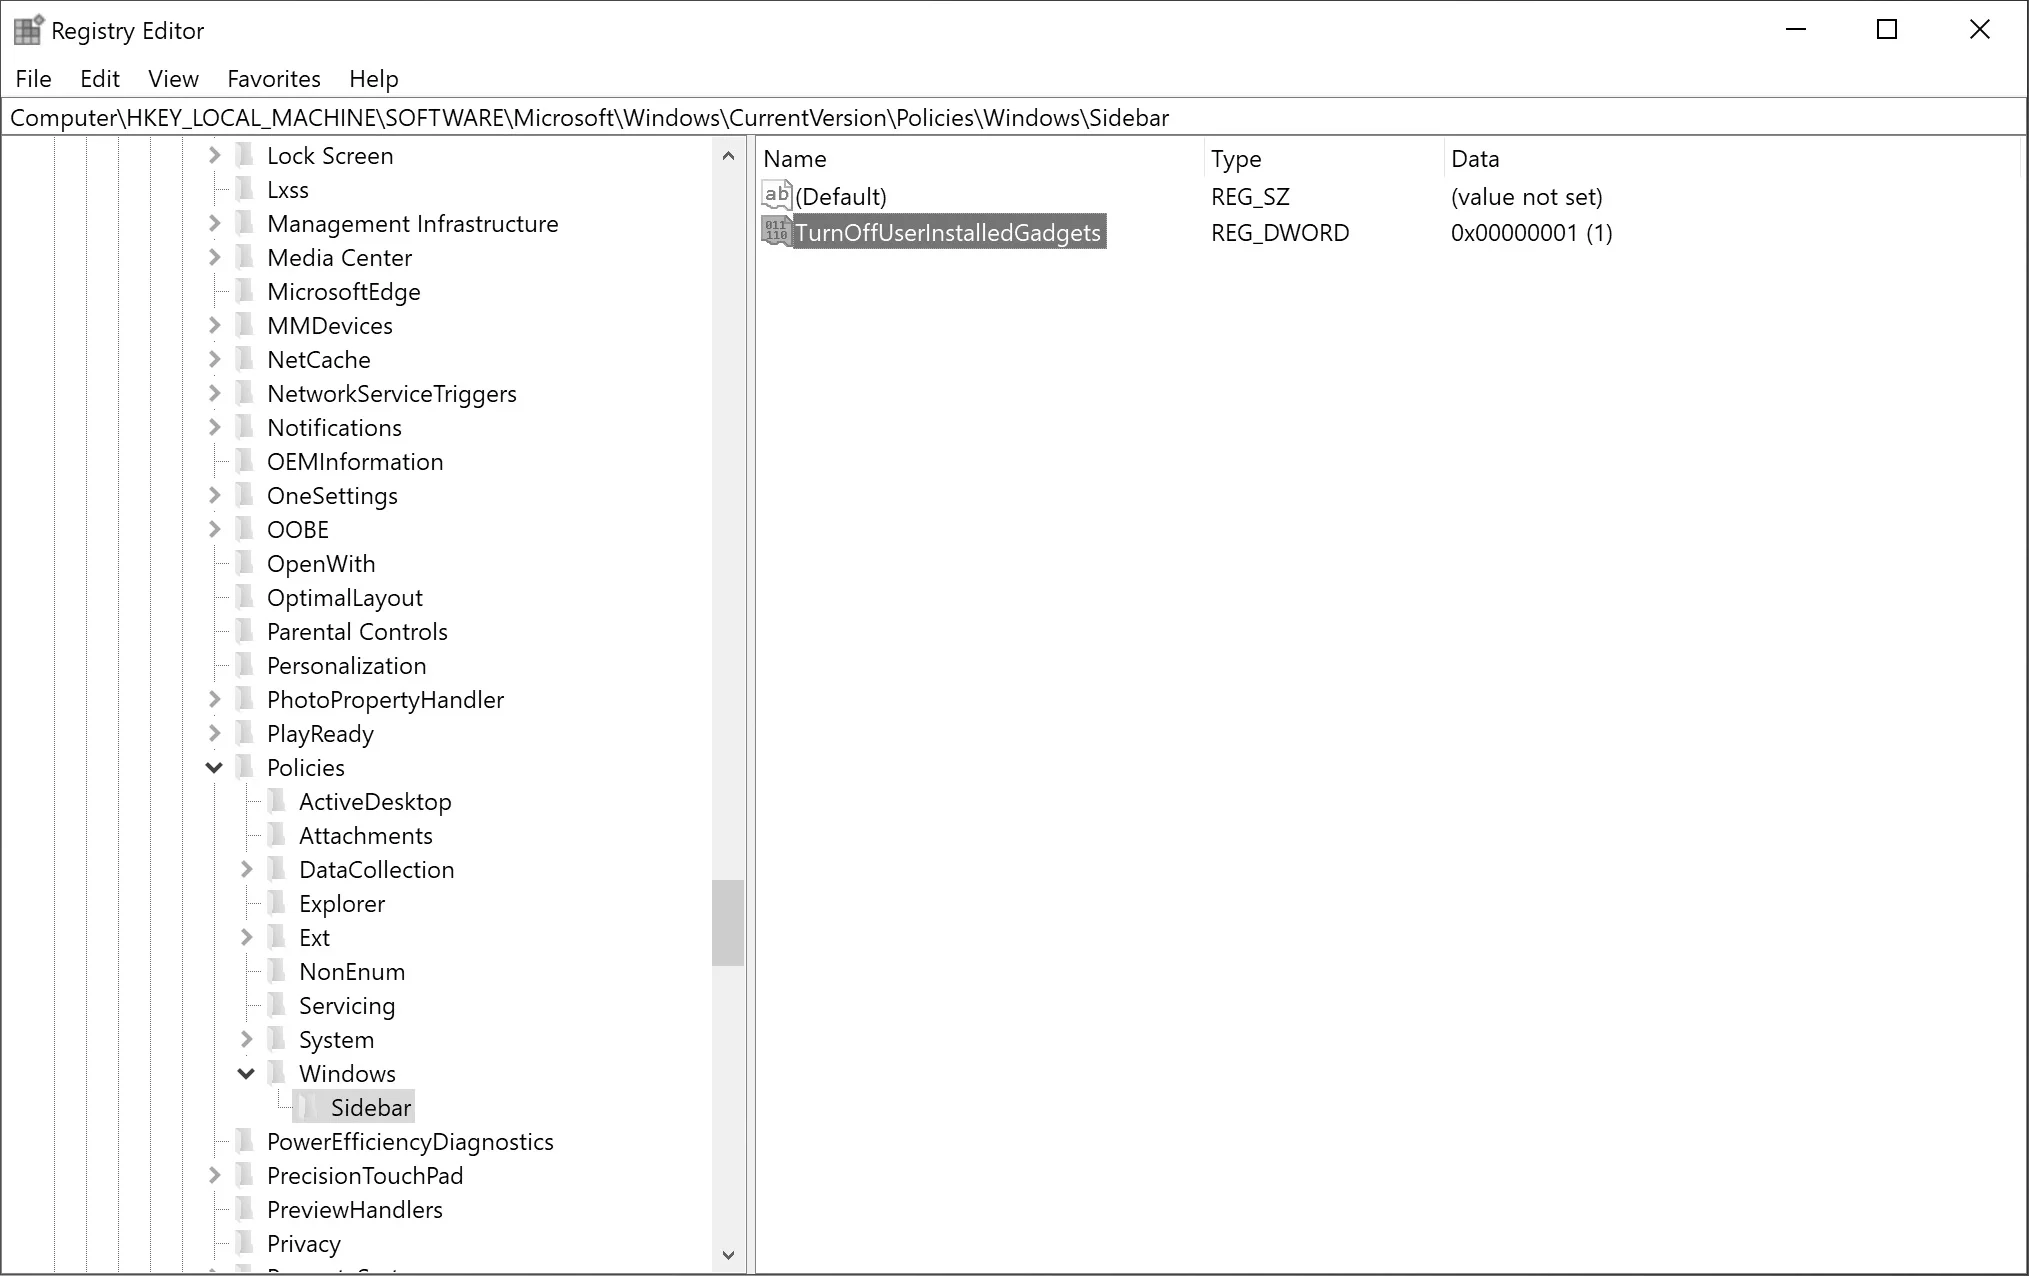 Registry Editor
File Edit View Favorites Help
Computer\HKEY_LOCAL_MACHINE\SOFTWARE\Microsoft\Windows\CurrentVersion\Policies\Windows\Sidebar
Lock Screen
Lxss
Management Infrastructure
Media Center
MicrosoftEdge
MMDevices
NetCache
NetworkServiceTriggers
Notifications
OEMInformation
OneSettings
OOBE
OpenWith
OptimalLayout
Parental Controls
Personalization
PhotoPropertyHandler
PlayReady
Policies
ActiveDesktop
Attachments
DataCollection
Explorer
Ext
NonEnum
Servicing
System
Windows
Sidebar
PowerEfficiencyDiagnostics
PrecisionTouchPad
PreviewHandlers
Privacy
Name Type Data
ab (Default) REG_SZ (value not set)
011 110 TurnOffUserInstalledGadgets REG_DWORD 0x00000001 (1)